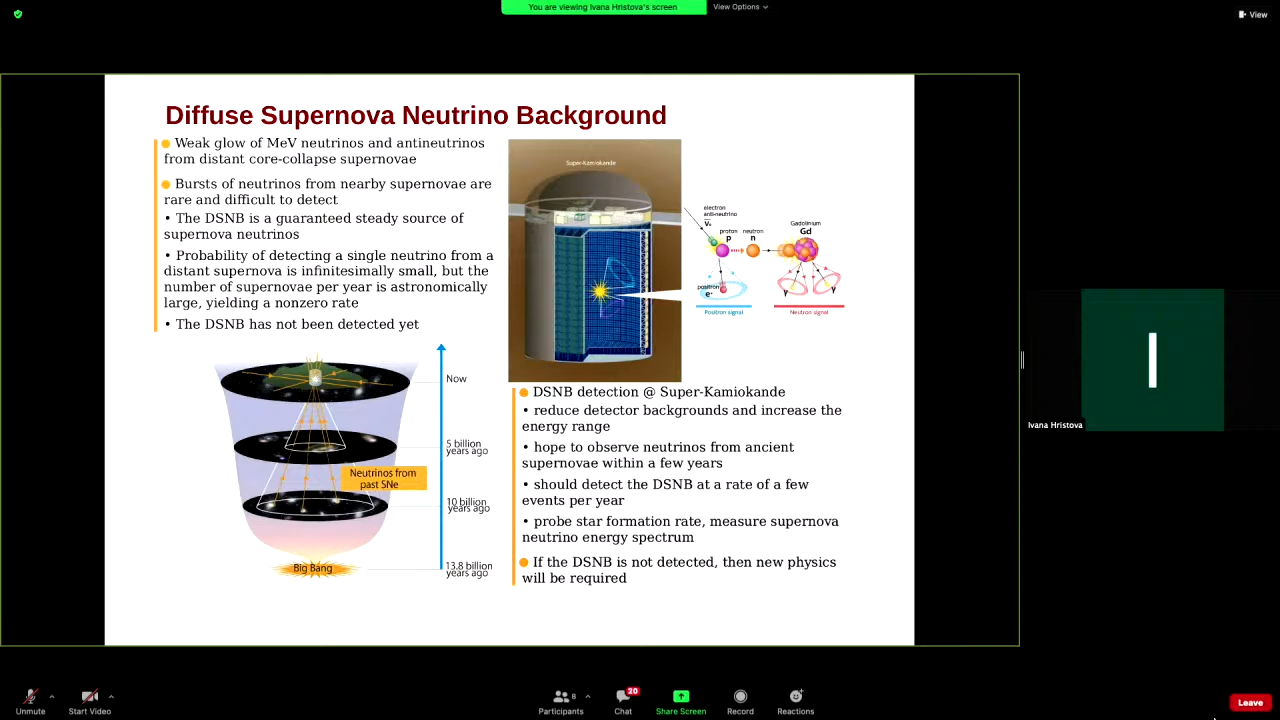 You are viewing Ivana Hristova's screen
View Options
View
Diffuse Supernova Neutrino Background
Weak glow of MeV neutrinos and antineutrinos
from distant core-collapse supernovae
Bursts of neutrinos from nearby supernovae are
rare and difficult to detect
• The DSNB is a guaranteed steady source of
supernova neutrinos
• Probability of detecting a single neutrino from a
distant supernova is infinitesimally small, but the
number of supernovae per year is astronomically
large, yielding a nonzero rate
• The DSNB has not been detected yet
Now
5 billion
years ago
Neutrinos from
past SNe
10 billion
years ago
Big Bang
13.8 billion
years ago
Super-Kamiokande
electron
anti-neutrino
ν̅ₑ
proton
p
neutron
n
Gadolinium
Gd
positron
e⁺
γ
γ
Positron signal
Neutron signal
DSNB detection @ Super-Kamiokande
• reduce detector backgrounds and increase the
energy range
• hope to observe neutrinos from ancient
supernovae within a few years
• should detect the DSNB at a rate of a few
events per year
• probe star formation rate, measure supernova
neutrino energy spectrum
If the DSNB is not detected, then new physics
will be required
I
Ivana Hristova
Unmute
Start Video
Participants
8
Chat
20
Share Screen
Record
Reactions
Leave